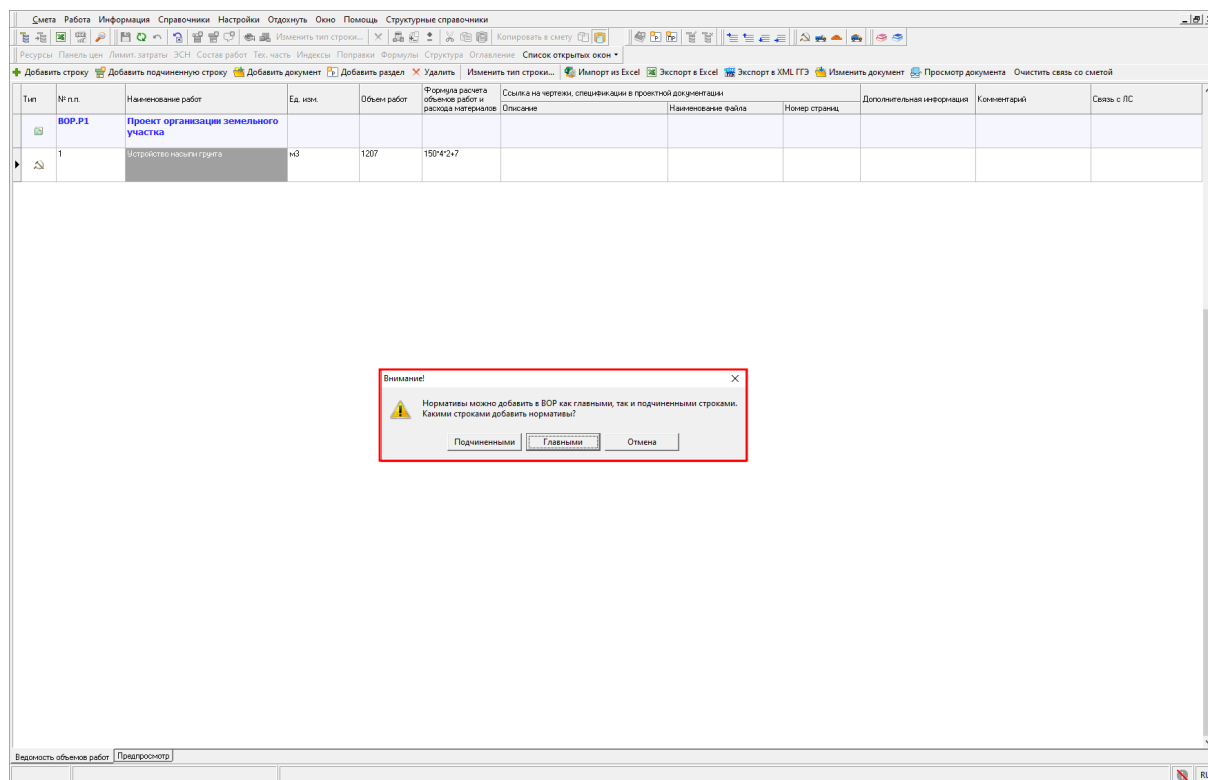 Смета Работа Информация Справочники Настройки Отдохнуть Окно Помощь Структурные справочники
Изменить тип строки... Копировать в смету
Ресурсы Панель цен Лимит. затраты ЭСН Состав работ Тех. часть Индексы Поправки Формулы Структура Оглавление Список открытых окон
Добавить строку Добавить подчиненную строку Добавить документ Добавить раздел Удалить Изменить тип строки... Импорт из Excel Экспорт в Excel Экспорт в XML ГГЭ Изменить документ Просмотр документа Очистить связь со сметой
Тип № п.п. Наименование работ Ед. изм. Объем работ Формула расчета объемов работ и расхода материалов Ссылка на чертежи, спецификации в проектной документации Дополнительная информация Комментарий Связь с ЛС
Описание Наименование файла Номер страниц
ВОР.Р1 Проект организации земельного
участка
1 Устройство насыпи грунта м3 1207 150*4*2+7
Внимание!
Нормативы можно добавить в ВОР как главными, так и подчиненными строками.
Какими строками добавить нормативы?
Подчиненными Главными Отмена
Ведомость объемов работ Предпросмотр
RU